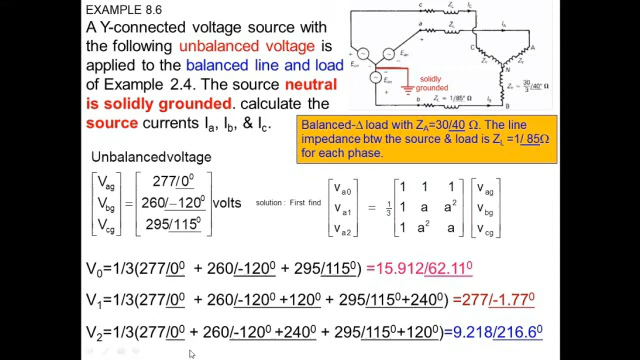 EXAMPLE 8.6
A Y-connected voltage source with
the following unbalanced voltage is
applied to the balanced line and load
of Example 2.4. The source neutral
is solidly grounded. calculate the
source currents Ia, Ib, & Ic.
solidly
grounded
ZL = 1/85°Ω
Balanced-Δ load with ZΔ=30/40 Ω. The line
impedance btw the source & load is ZL =1/ 85Ω
for each phase.
Unbalanced voltage
Vag
Vbg
Vcg
=
277/0⁰
260/−120⁰
295/115⁰
volts
solution : First find
va0
va1
va2
= 1/3
1 1 1
1 a a²
1 a² a
vag
vbg
vcg
V0=1/3(277/0⁰ + 260/-120⁰ + 295/115⁰) =15.912/62.11⁰
V1=1/3(277/0⁰ + 260/-120⁰ +120⁰ + 295/115⁰+240⁰) =277/-1.77⁰
V2=1/3(277/0⁰ + 260/-120⁰ +240⁰ + 295/115⁰+120⁰)=9.218/216.6⁰